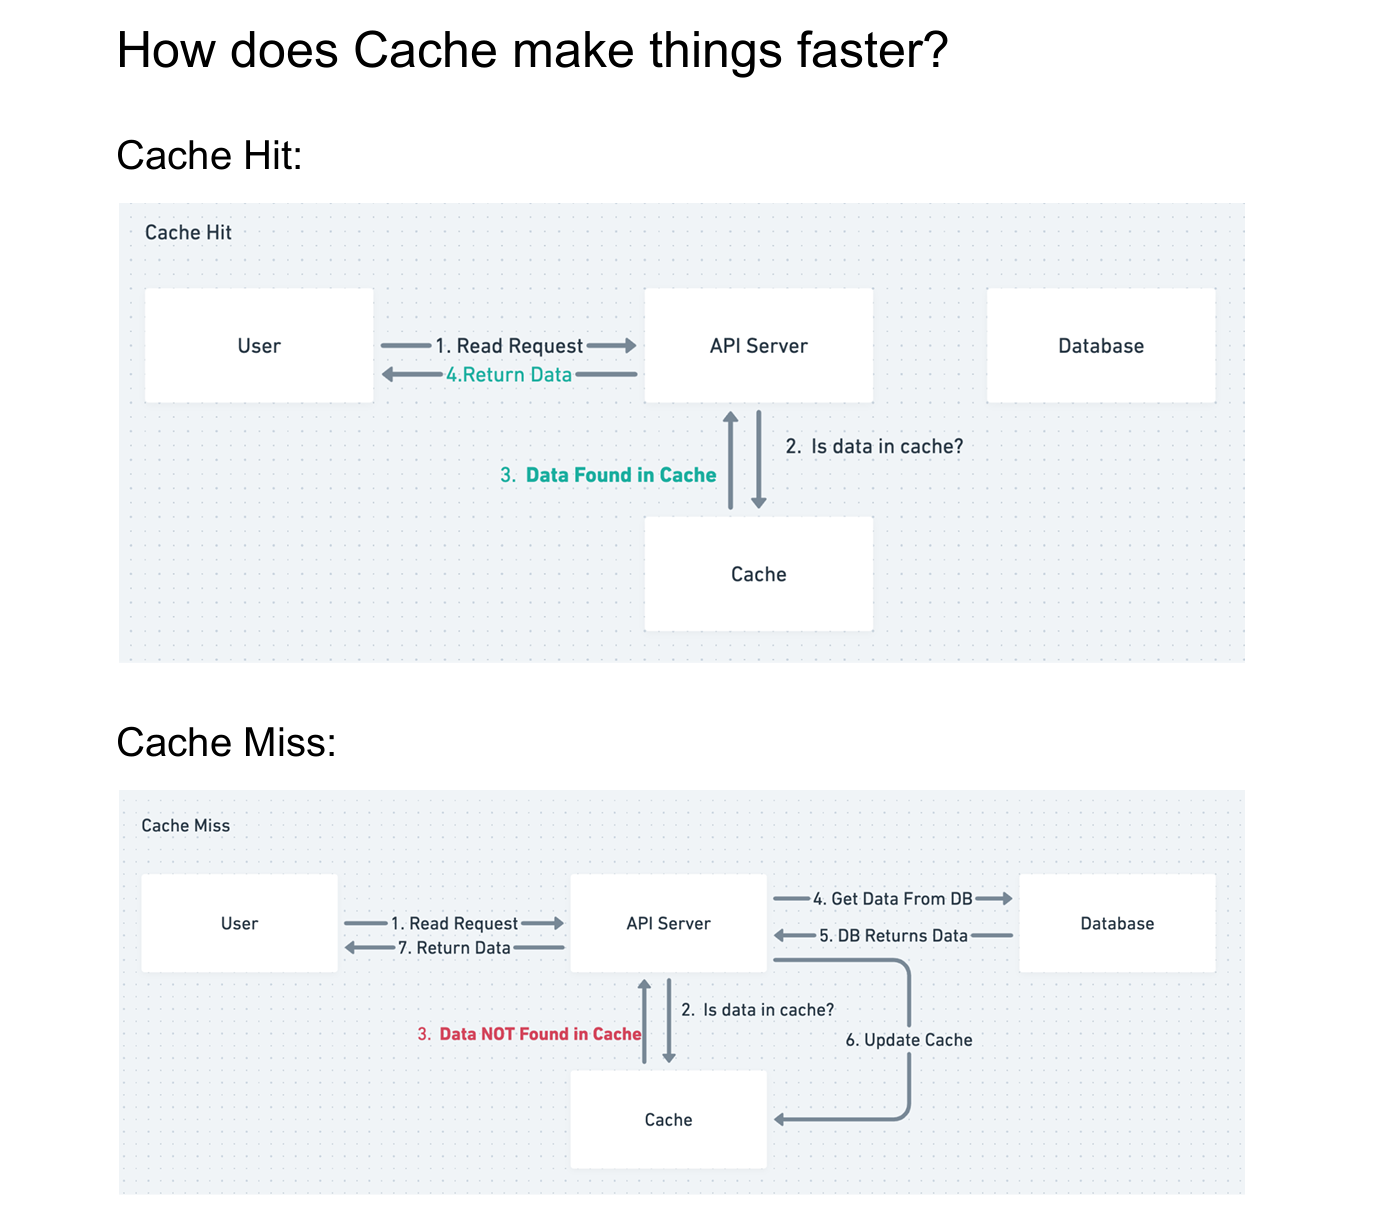 How does Cache make things faster?
Cache Hit:
Cache Hit
User
1. Read Request
4.Return Data
API Server
Database
2. Is data in cache?
3. Data Found in Cache
Cache
Cache Miss:
Cache Miss
User
1. Read Request
7. Return Data
API Server
4. Get Data From DB
5. DB Returns Data
Database
2. Is data in cache?
3. Data NOT Found in Cache
6. Update Cache
Cache